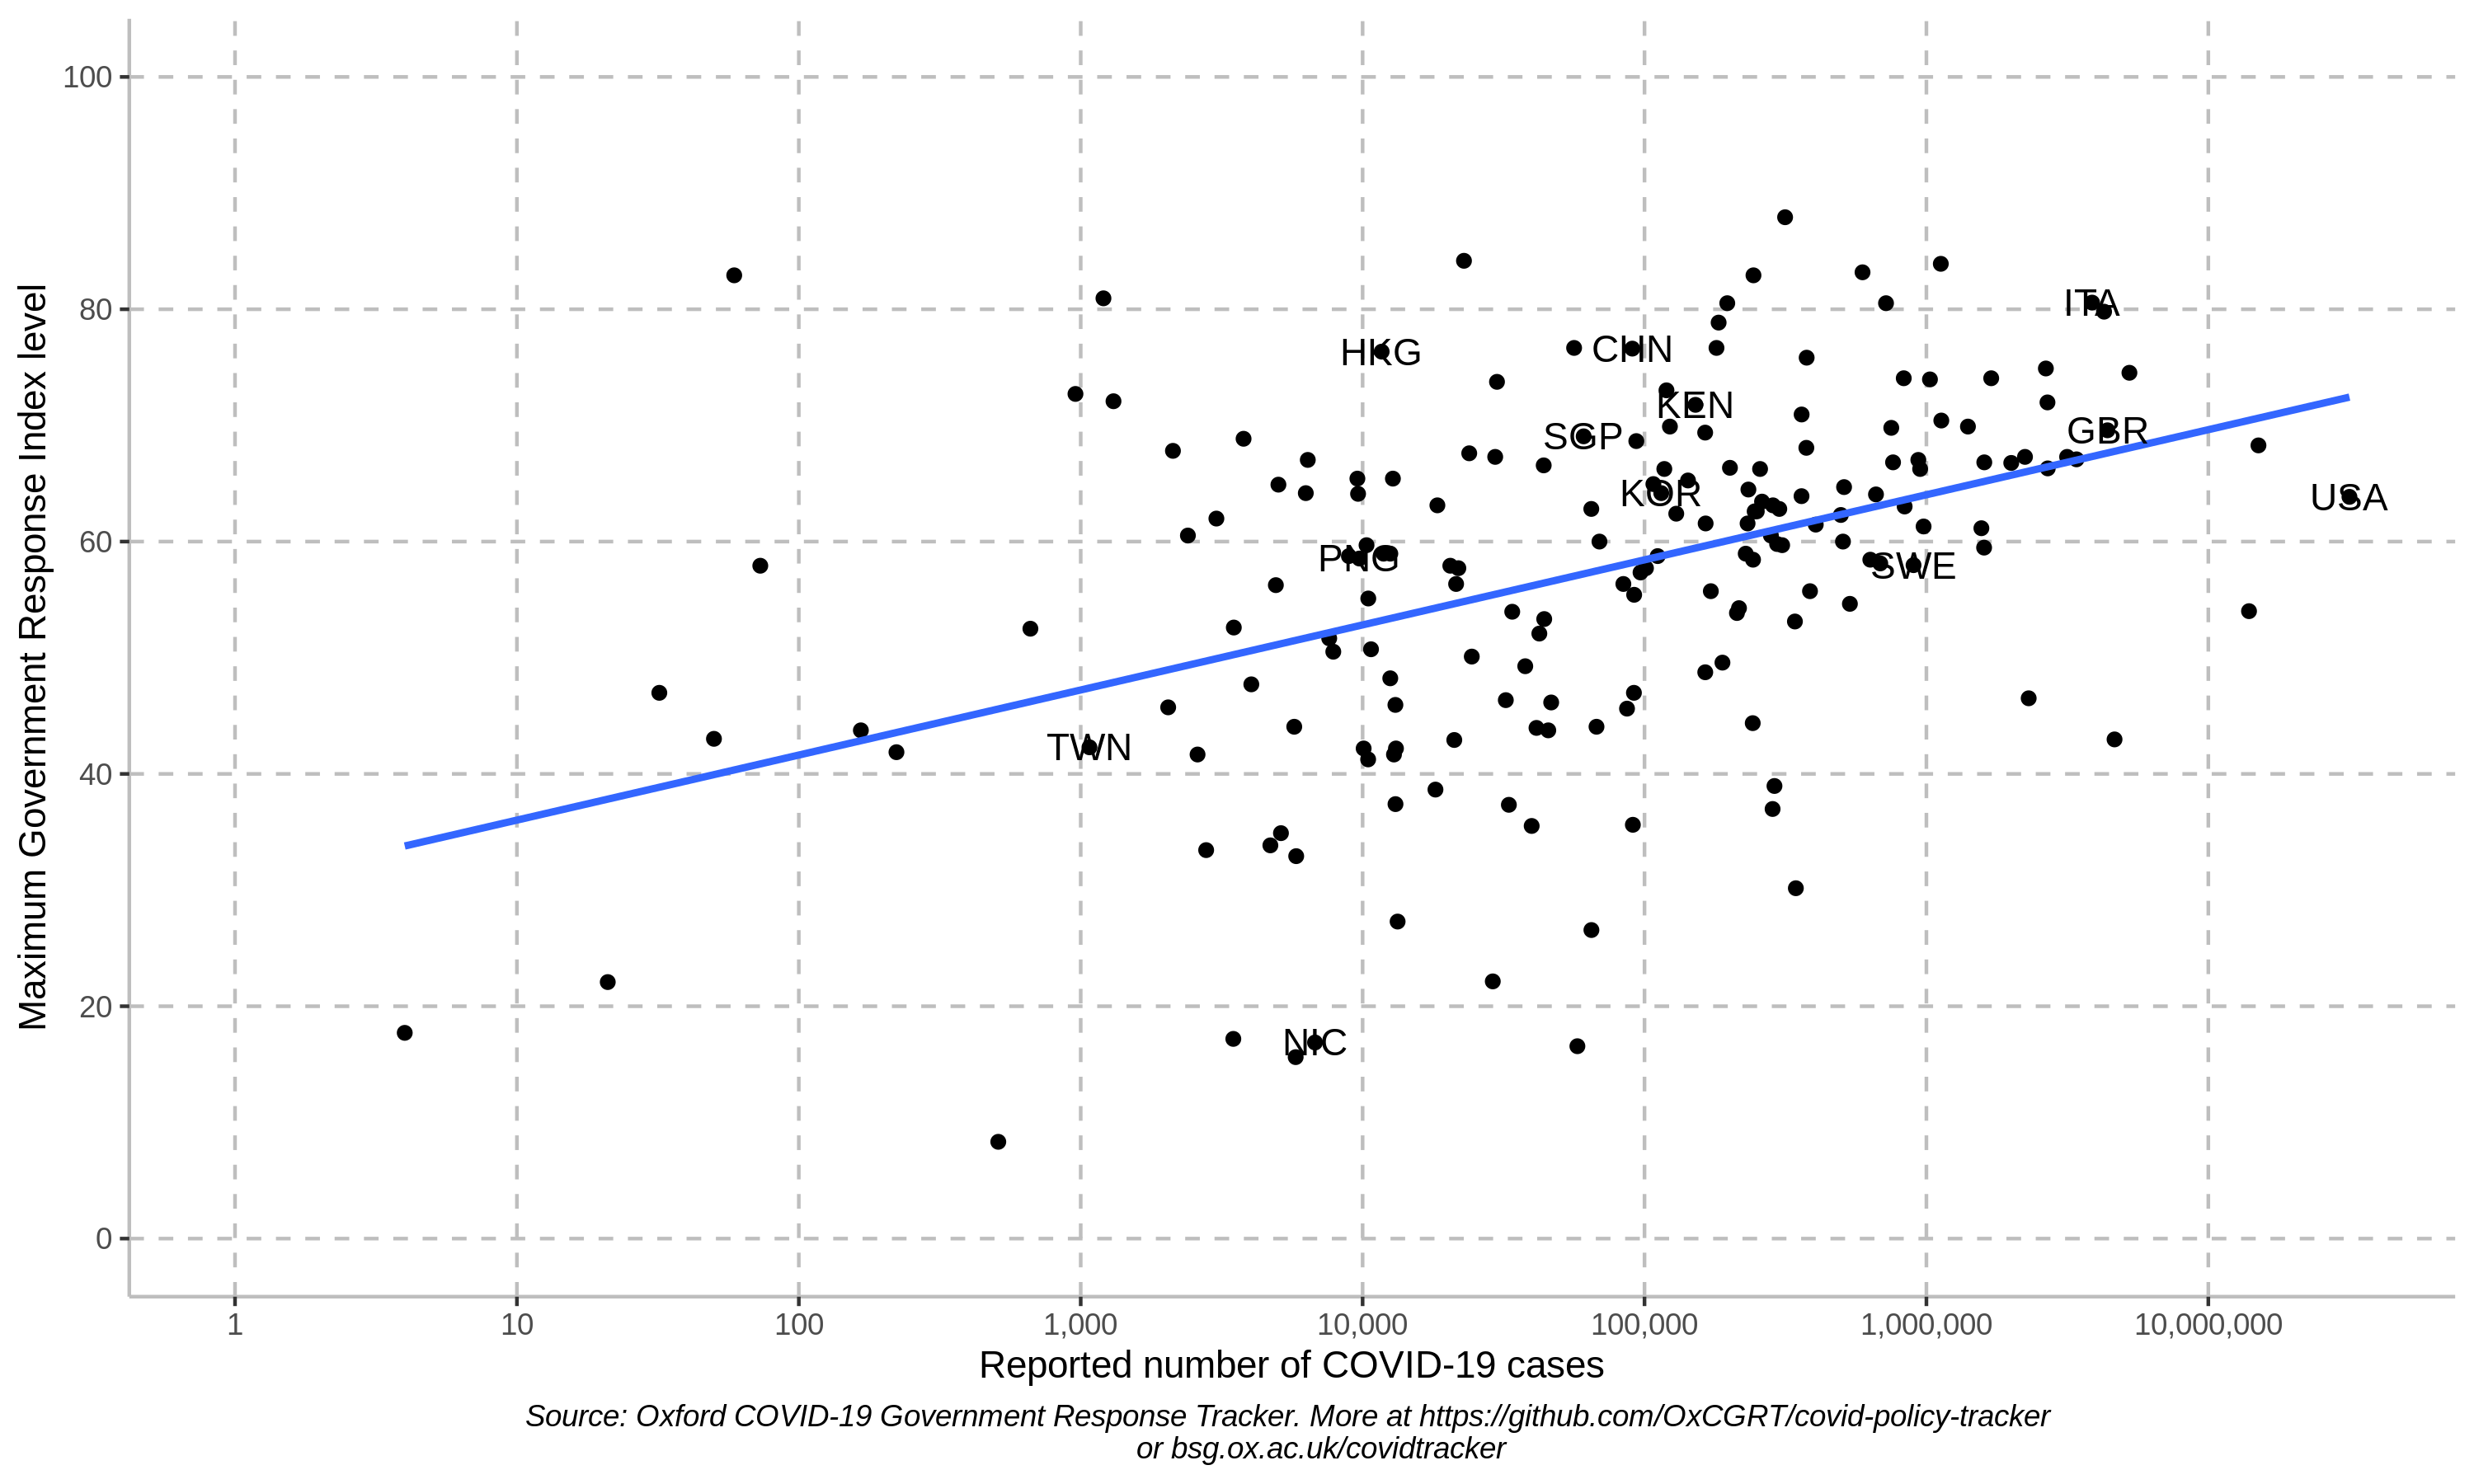 Maximum Government Response Index level
100
80
60
40
20
0
ITA
HKG
CHN
KEN
GBR
SGP
KOR
USA
PNG
SWE
TWN
NIC
1
10
100
1,000
10,000
100,000
1,000,000
10,000,000
Reported number of COVID-19 cases
Source: Oxford COVID-19 Government Response Tracker. More at https://github.com/OxCGRT/covid-policy-tracker
or bsg.ox.ac.uk/covidtracker